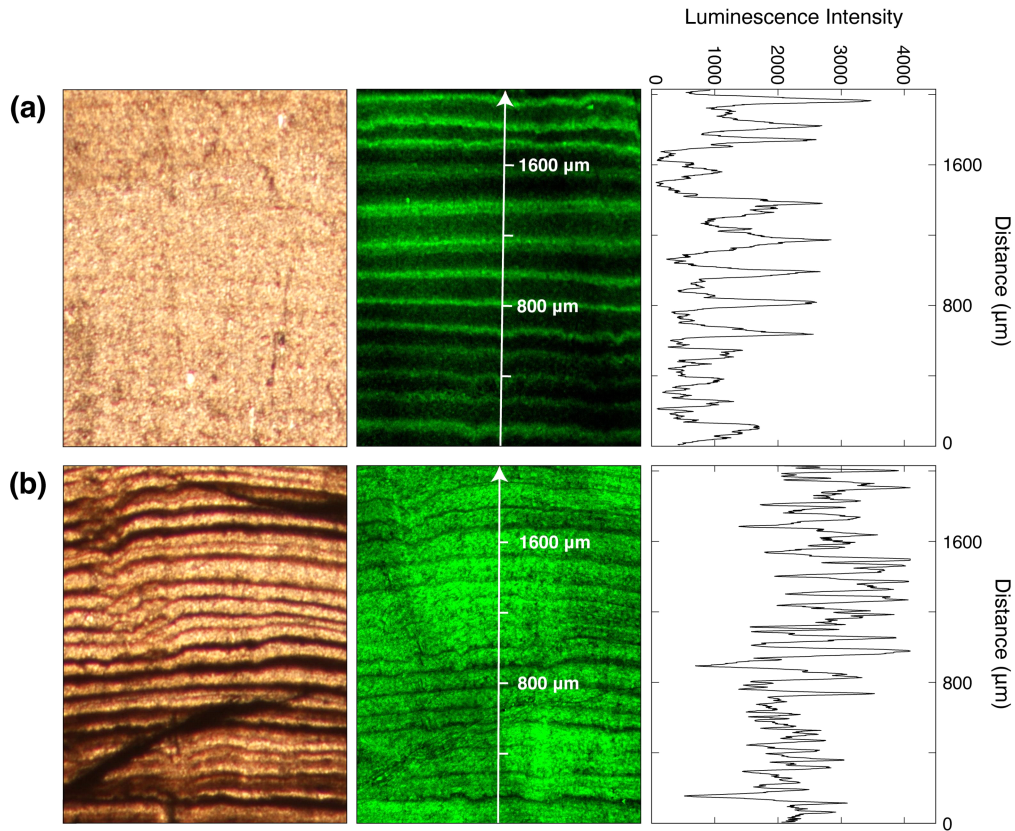 Luminescence Intensity
0 1000 2000 3000 4000
(a)
1600 µm
800 µm
1600
800
0
Distance (µm)
(b)
1600 µm
800 µm
1600
800
0
Distance (µm)